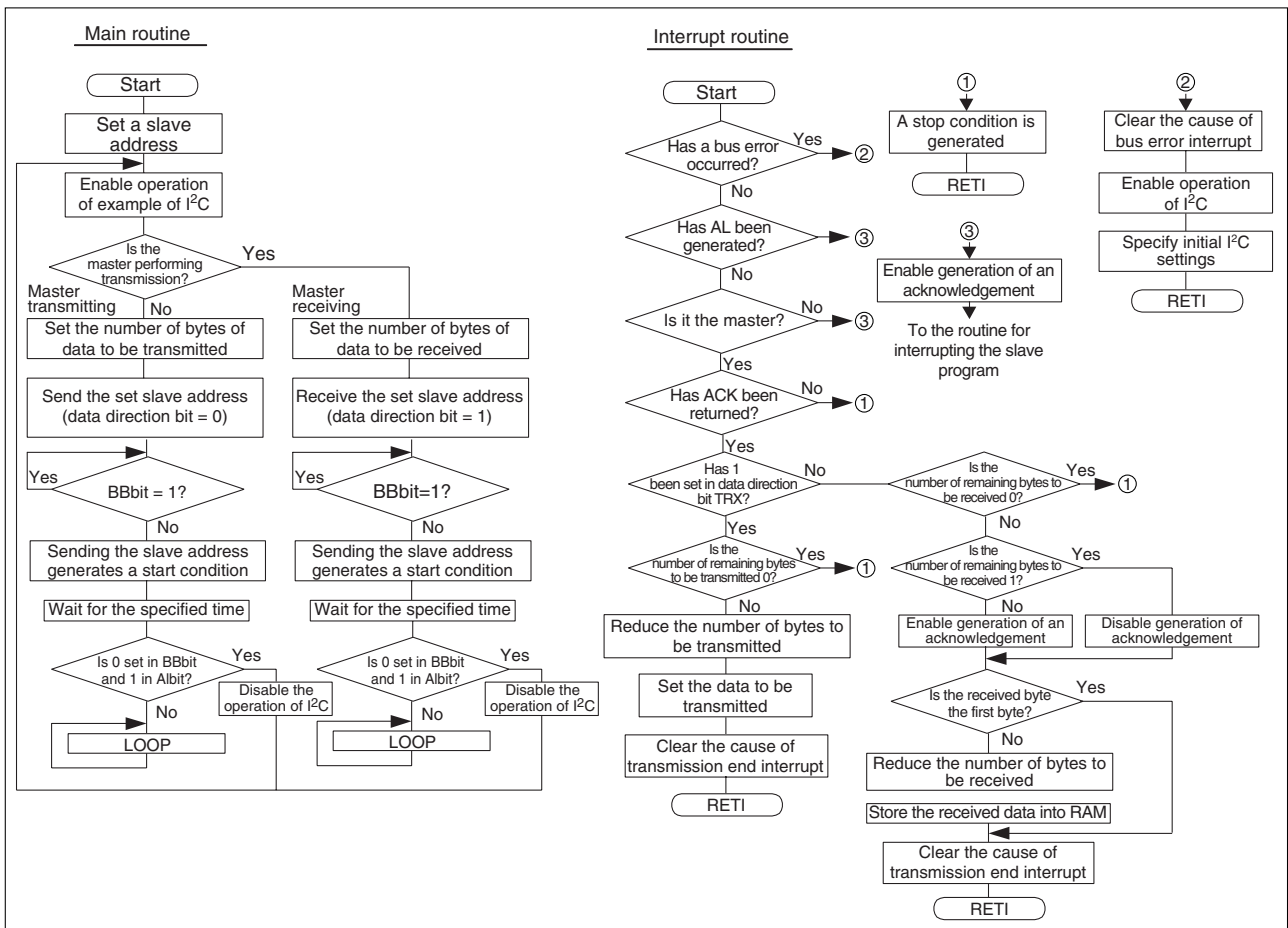 Main routine
Start
Set a slave
address
Enable operation
of example of I²C
Is the
master performing
transmission?
Yes
Master
transmitting
No
Master
receiving
Set the number of bytes of
data to be transmitted
Set the number of bytes of
data to be received
Send the set slave address
(data direction bit = 0)
Receive the set slave address
(data direction bit = 1)
Yes
BBbit = 1?
No
Yes
BBbit=1?
No
Sending the slave address
generates a start condition
Sending the slave address
generates a start condition
Wait for the specified time
Wait for the specified time
Is 0 set in BBbit
and 1 in Albit?
Yes
Disable the
operation of I²C
No
LOOP
Is 0 set in BBbit
and 1 in Albit?
Yes
Disable the
operation of I²C
No
LOOP
Interrupt routine
Start
Has a bus error
occurred?
Yes
②
No
Has AL been
generated?
③
No
Is it the master?
No
③
Yes
Has ACK been
returned?
No
①
Yes
Has 1
been set in data direction
bit TRX?
No
Yes
Is the
number of remaining bytes
to be transmitted 0?
Yes
①
No
Reduce the number of bytes to
be transmitted
Set the data to be
transmitted
Clear the cause of
transmission end interrupt
RETI
Is the
number of remaining bytes to
be received 0?
Yes
①
No
Is the
number of remaining bytes to
be received 1?
Yes
No
Enable generation of an
acknowledgement
Disable generation of
acknowledgement
Is the received byte
the first byte?
Yes
No
Reduce the number of bytes to
be received
Store the received data into RAM
Clear the cause of
transmission end interrupt
RETI
①
A stop condition is
generated
RETI
③
Enable generation of an
acknowledgement
To the routine for
interrupting the slave
program
②
Clear the cause of
bus error interrupt
Enable operation
of I²C
Specify initial I²C
settings
RETI